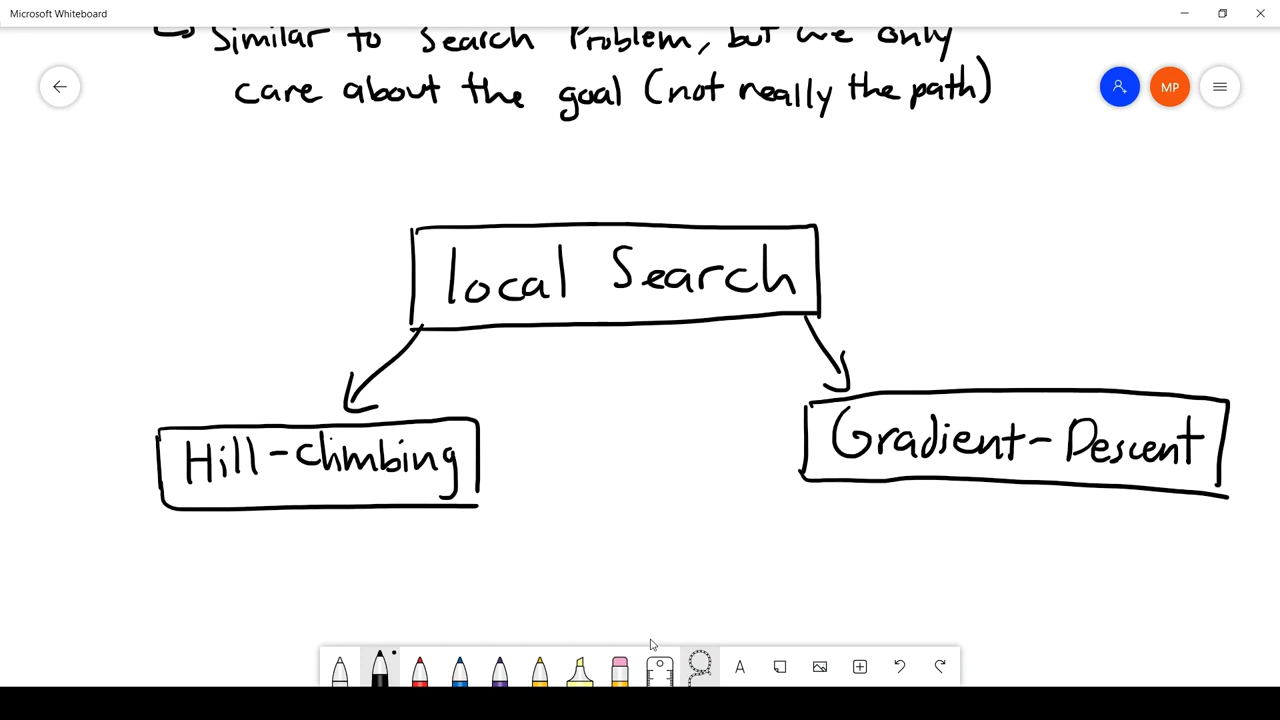 Microsoft Whiteboard
Similar to Search Problem, but we only
care about the goal (not really the path)
MP
local Search
Hill-climbing
Gradient-Descent
A